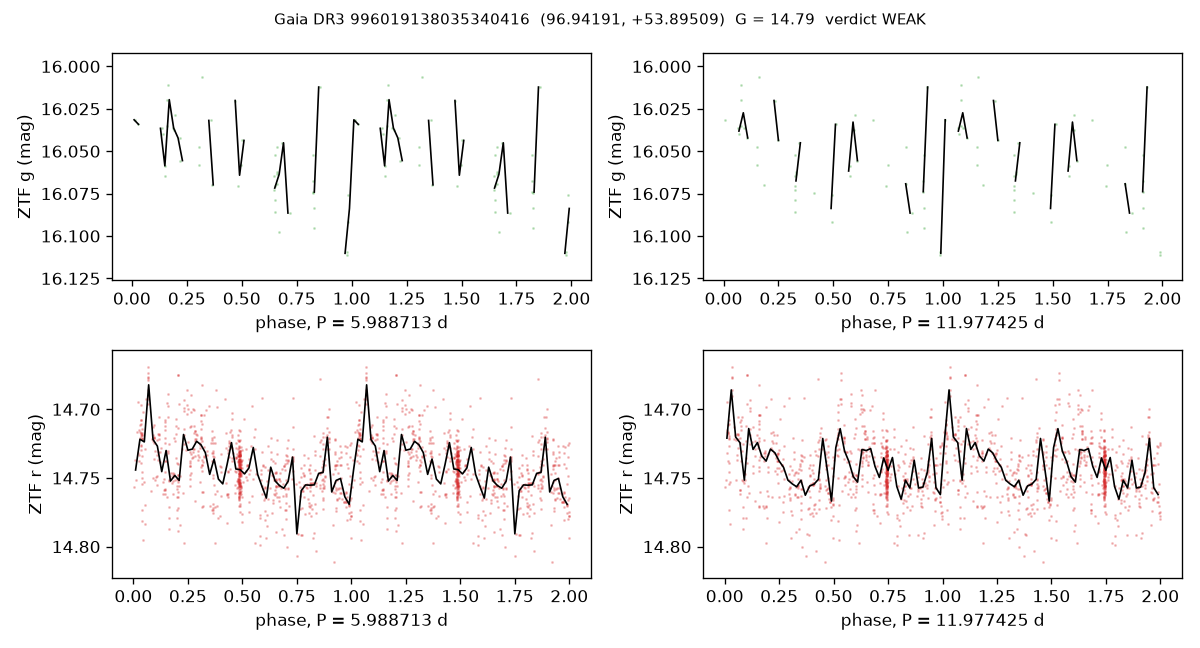 Gaia DR3 996019138035340416  (96.94191, +53.89509)  G = 14.79  verdict WEAK
ZTF g (mag)
16.000
16.025
16.050
16.075
16.100
16.125
0.00 0.25 0.50 0.75 1.00 1.25 1.50 1.75 2.00
phase, P = 5.988713 d
ZTF g (mag)
16.000
16.025
16.050
16.075
16.100
16.125
0.00 0.25 0.50 0.75 1.00 1.25 1.50 1.75 2.00
phase, P = 11.977425 d
ZTF r (mag)
14.70
14.75
14.80
0.00 0.25 0.50 0.75 1.00 1.25 1.50 1.75 2.00
phase, P = 5.988713 d
ZTF r (mag)
14.70
14.75
14.80
0.00 0.25 0.50 0.75 1.00 1.25 1.50 1.75 2.00
phase, P = 11.977425 d